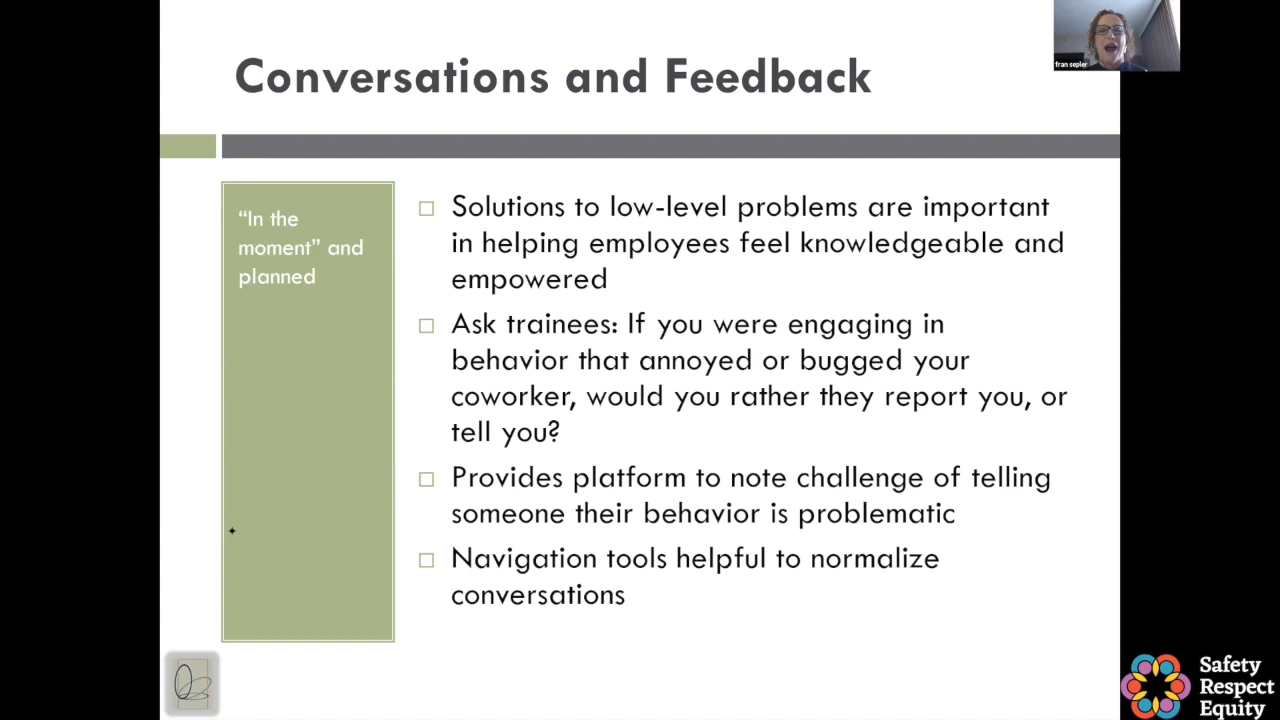 Conversations and Feedback
fran sepler
“In the
moment” and
planned
Solutions to low-level problems are important
in helping employees feel knowledgeable and
empowered
Ask trainees: If you were engaging in
behavior that annoyed or bugged your
coworker, would you rather they report you, or
tell you?
Provides platform to note challenge of telling
someone their behavior is problematic
Navigation tools helpful to normalize
conversations
Safety
Respect
Equity